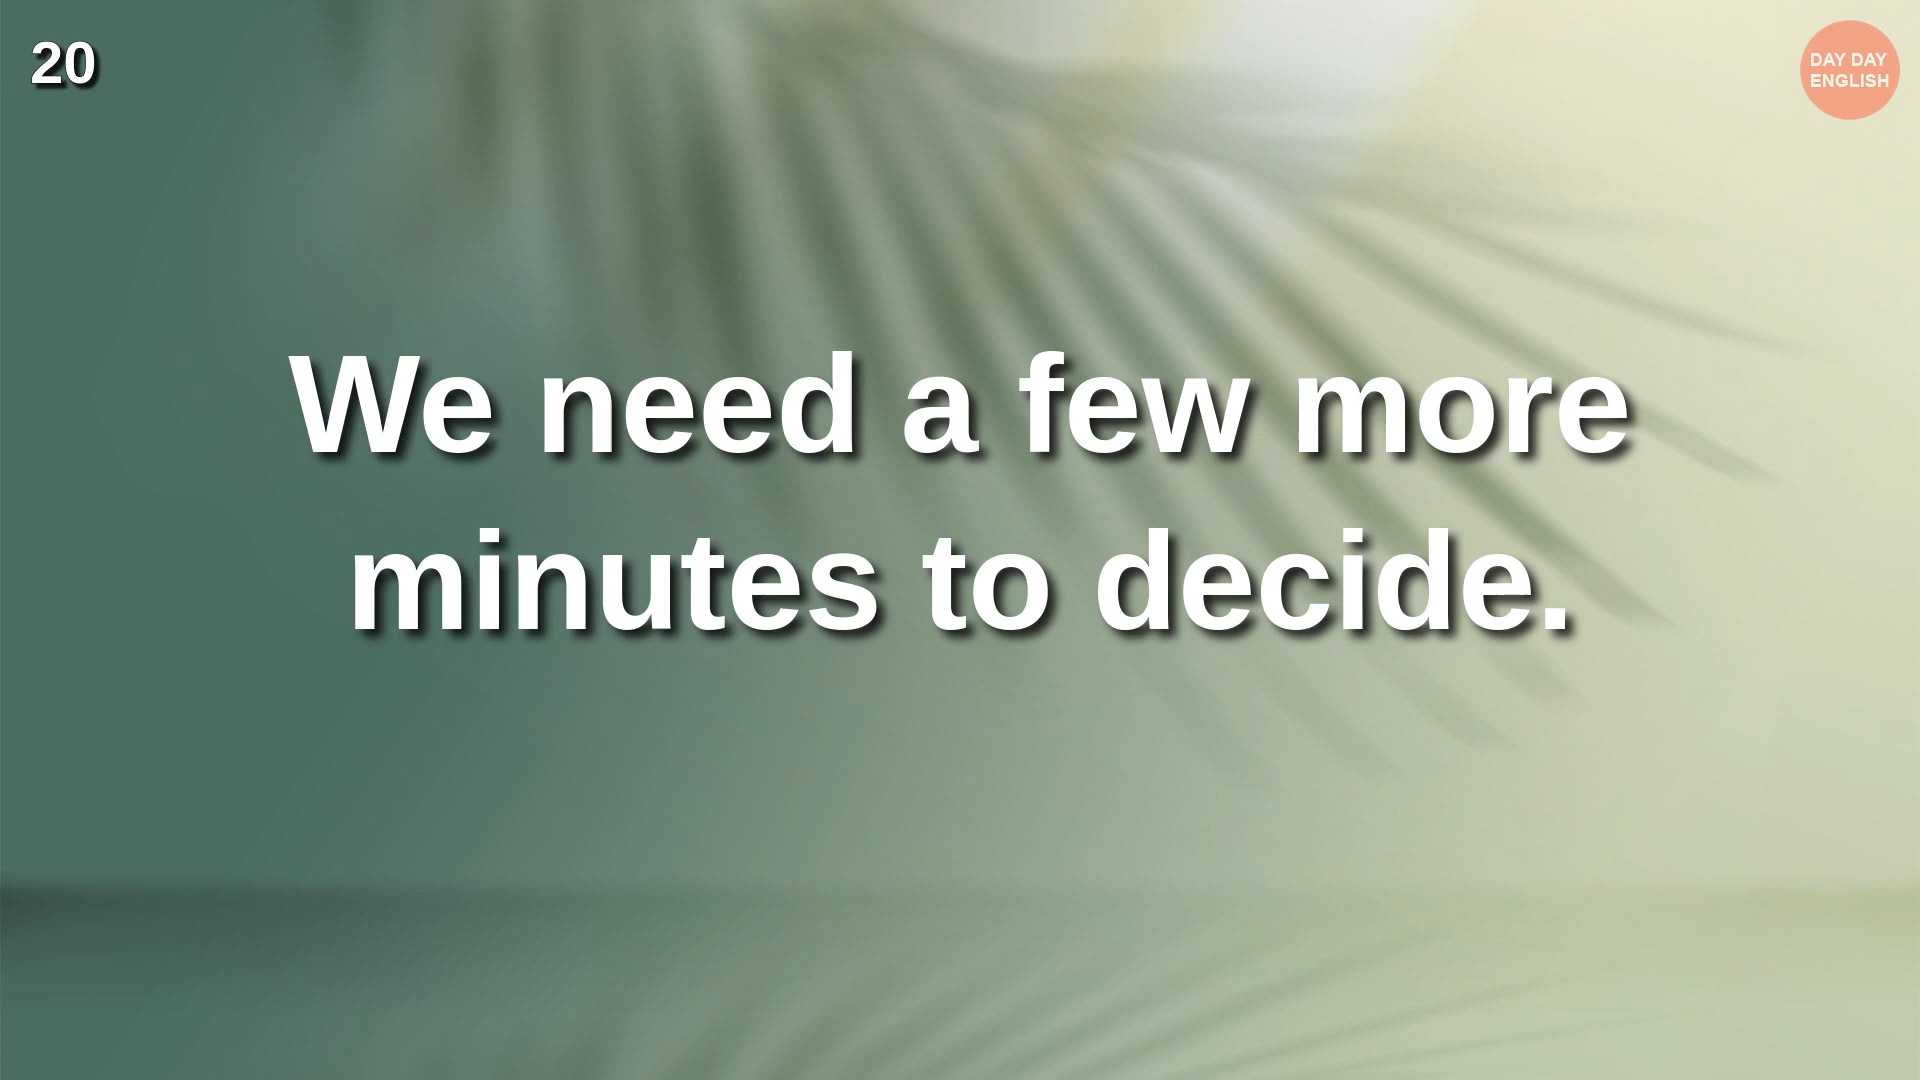 20
DAY DAY
ENGLISH
We need a few more
minutes to decide.